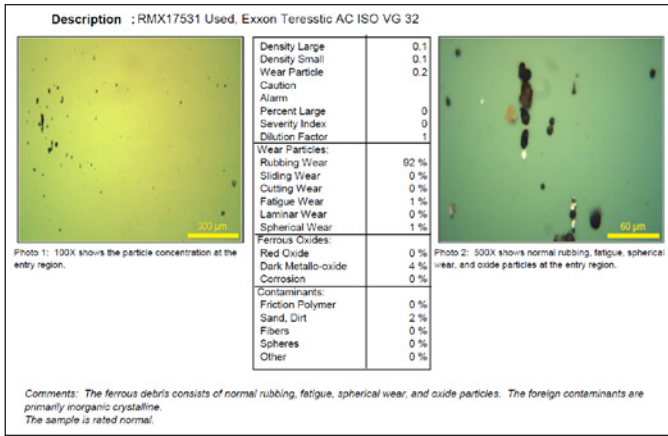 Description : RMX17531 Used, Exxon Teresstic AC ISO VG 32
Density Large 0.1
Density Small 0.1
Wear Particle 0.2
Caution
Alarm
Percent Large 0
Severity Index 0
Dilution Factor 1
Wear Particles:
Rubbing Wear 92 %
Sliding Wear 0 %
Cutting Wear 0 %
Fatigue Wear 1 %
Laminar Wear 0 %
Spherical Wear 1 %
Ferrous Oxides:
Red Oxide 0 %
Dark Metallo-oxide 4 %
Corrosion 0 %
Contaminants:
Friction Polymer 0 %
Sand, Dirt 2 %
Fibers 0 %
Spheres 0 %
Other 0 %
300 µm
Photo 1: 100X shows the particle concentration at the
entry region.
60 µm
Photo 2: 500X shows normal rubbing, fatigue, spherical
wear, and oxide particles at the entry region.
Comments: The ferrous debris consists of normal rubbing, fatigue, spherical wear, and oxide particles. The foreign contaminants are
primarily inorganic crystalline.
The sample is rated normal.